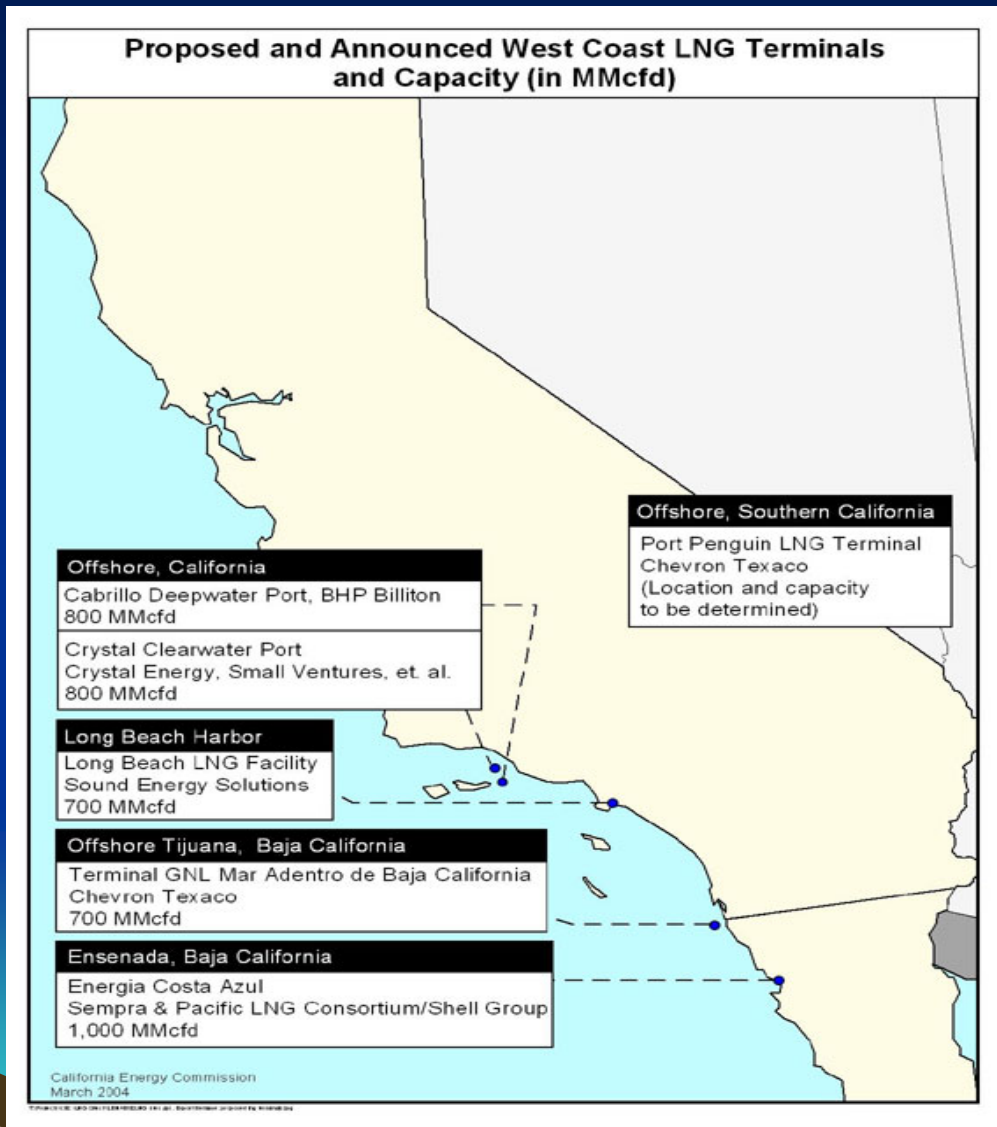 Proposed and Announced West Coast LNG Terminals
and Capacity (in MMcfd)
Offshore, Southern California
Port Penguin LNG Terminal
Chevron Texaco
(Location and capacity
to be determined)
Offshore, California
Cabrillo Deepwater Port, BHP Billiton
800 MMcfd
Crystal Clearwater Port
Crystal Energy, Small Ventures, et. al.
800 MMcfd
Long Beach Harbor
Long Beach LNG Facility
Sound Energy Solutions
700 MMcfd
Offshore Tijuana, Baja California
Terminal GNL Mar Adentro de Baja California
Chevron Texaco
700 MMcfd
Ensenada, Baja California
Energia Costa Azul
Sempra & Pacific LNG Consortium/Shell Group
1,000 MMcfd
California Energy Commission
March 2004